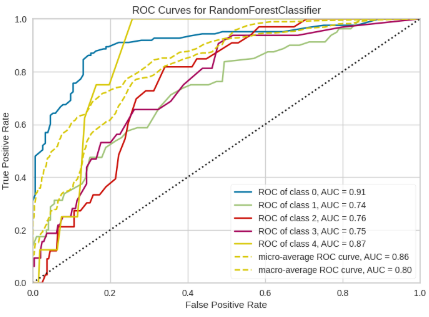 ROC Curves for RandomForestClassifier
True Positive Rate
1.0
0.8
0.6
0.4
0.2
0.0
ROC of class 0, AUC = 0.91
ROC of class 1, AUC = 0.74
ROC of class 2, AUC = 0.76
ROC of class 3, AUC = 0.75
ROC of class 4, AUC = 0.87
micro-average ROC curve, AUC = 0.86
macro-average ROC curve, AUC = 0.80
0.0 0.2 0.4 0.6 0.8 1.0
False Positive Rate